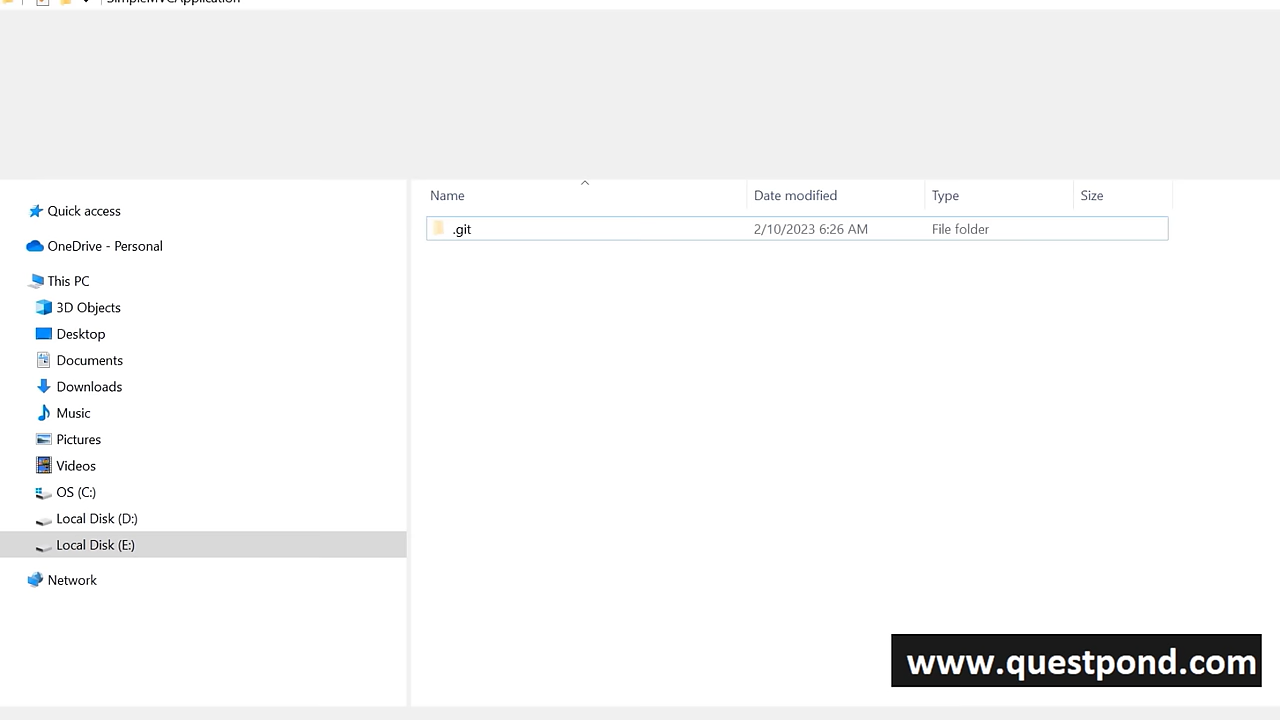 SimpleMVCApplication
Name Date modified Type Size
Quick access
.git 2/10/2023 6:26 AM File folder
OneDrive - Personal
This PC
3D Objects
Desktop
Documents
Downloads
Music
Pictures
Videos
OS (C:)
Local Disk (D:)
Local Disk (E:)
Network
www.questpond.com